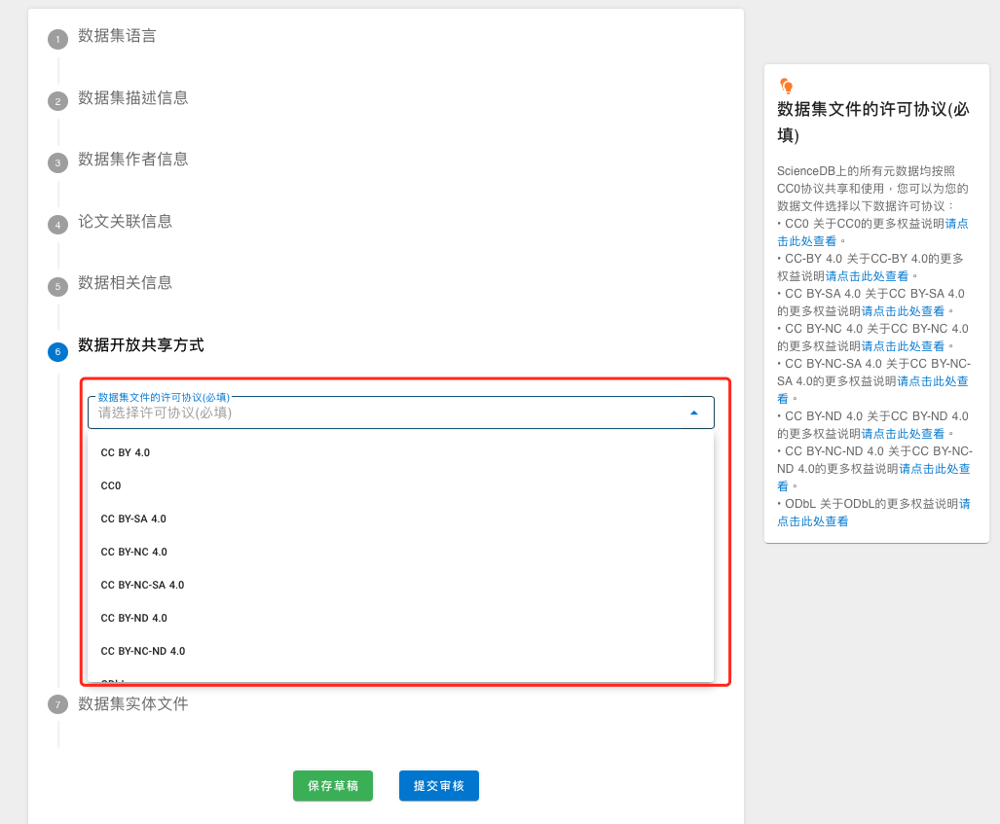 1 数据集语言
2 数据集描述信息
3 数据集作者信息
4 论文关联信息
5 数据相关信息
6 数据开放共享方式
数据集文件的许可协议(必填)
请选择许可协议(必填)
CC BY 4.0
CC0
CC BY-SA 4.0
CC BY-NC 4.0
CC BY-NC-SA 4.0
CC BY-ND 4.0
CC BY-NC-ND 4.0
ODbL
7 数据集实体文件
保存草稿 提交审核
数据集文件的许可协议(必
填)
ScienceDB上的所有元数据均按照
CC0协议共享和使用，您可以为您的
数据文件选择以下数据许可协议：
• CC0 关于CC0的更多权益说明请点
击此处查看。
• CC-BY 4.0 关于CC-BY 4.0的更多
权益说明请点击此处查看。
• CC BY-SA 4.0 关于CC BY-SA 4.0
的更多权益说明请点击此处查看。
• CC BY-NC 4.0 关于CC BY-NC 4.0
的更多权益说明请点击此处查看。
• CC BY-NC-SA 4.0 关于CC BY-NC-
SA 4.0的更多权益说明请点击此处查
看。
• CC BY-ND 4.0 关于CC BY-ND 4.0
的更多权益说明请点击此处查看。
• CC BY-NC-ND 4.0 关于CC BY-NC-
ND 4.0的更多权益说明请点击此处查
看。
• ODbL 关于ODbL的更多权益说明请
点击此处查看